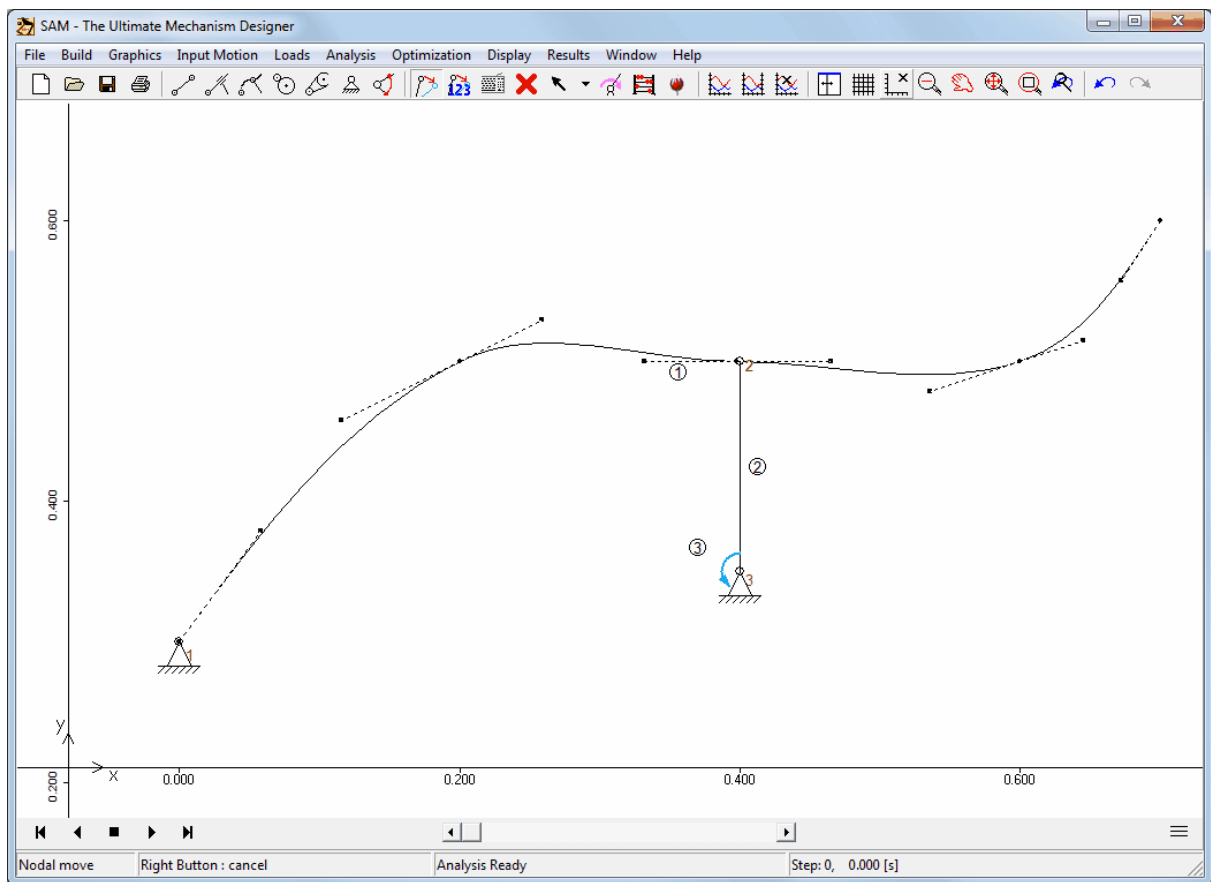 SAM - The Ultimate Mechanism Designer
File Build Graphics Input Motion Loads Analysis Optimization Display Results Window Help
123
0.600
2
1
2
0.400
3
3
1
y
x
0.200
0.000 0.200 0.400 0.600
Nodal move Right Button : cancel Analysis Ready Step: 0, 0.000 [s]